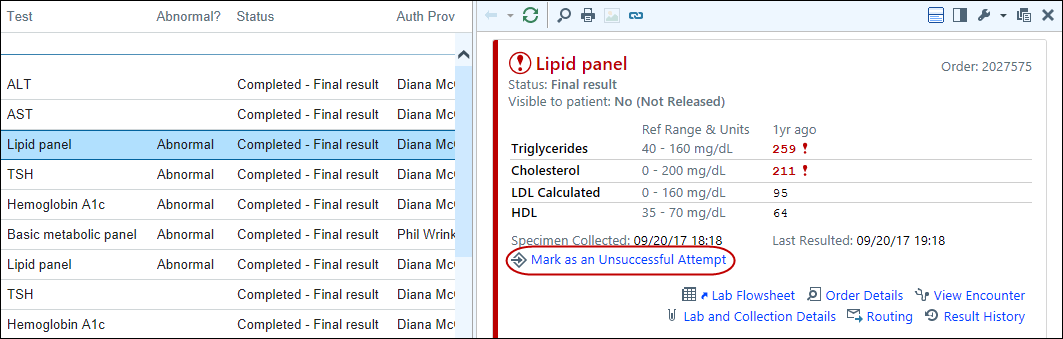 Test Abnormal? Status Auth Prov
ALT Completed - Final result Diana Mc
AST Completed - Final result Diana Mc
Lipid panel Abnormal Completed - Final result Diana Mc
TSH Abnormal Completed - Final result Diana Mc
Hemoglobin A1c Abnormal Completed - Final result Diana Mc
Basic metabolic panel Abnormal Completed - Final result Phil Wrink
Lipid panel Abnormal Completed - Final result Diana Mc
TSH Completed - Final result Diana Mc
Hemoglobin A1c Completed - Final result Diana Mc
Lipid panel Order: 2027575
Status: Final result
Visible to patient: No (Not Released)
Ref Range & Units 1yr ago
Triglycerides 40 - 160 mg/dL 259 !
Cholesterol 0 - 200 mg/dL 211 !
LDL Calculated 0 - 160 mg/dL 95
HDL 35 - 70 mg/dL 64
Specimen Collected: 09/20/17 18:18 Last Resulted: 09/20/17 19:18
Mark as an Unsuccessful Attempt
Lab Flowsheet Order Details View Encounter
Lab and Collection Details Routing Result History